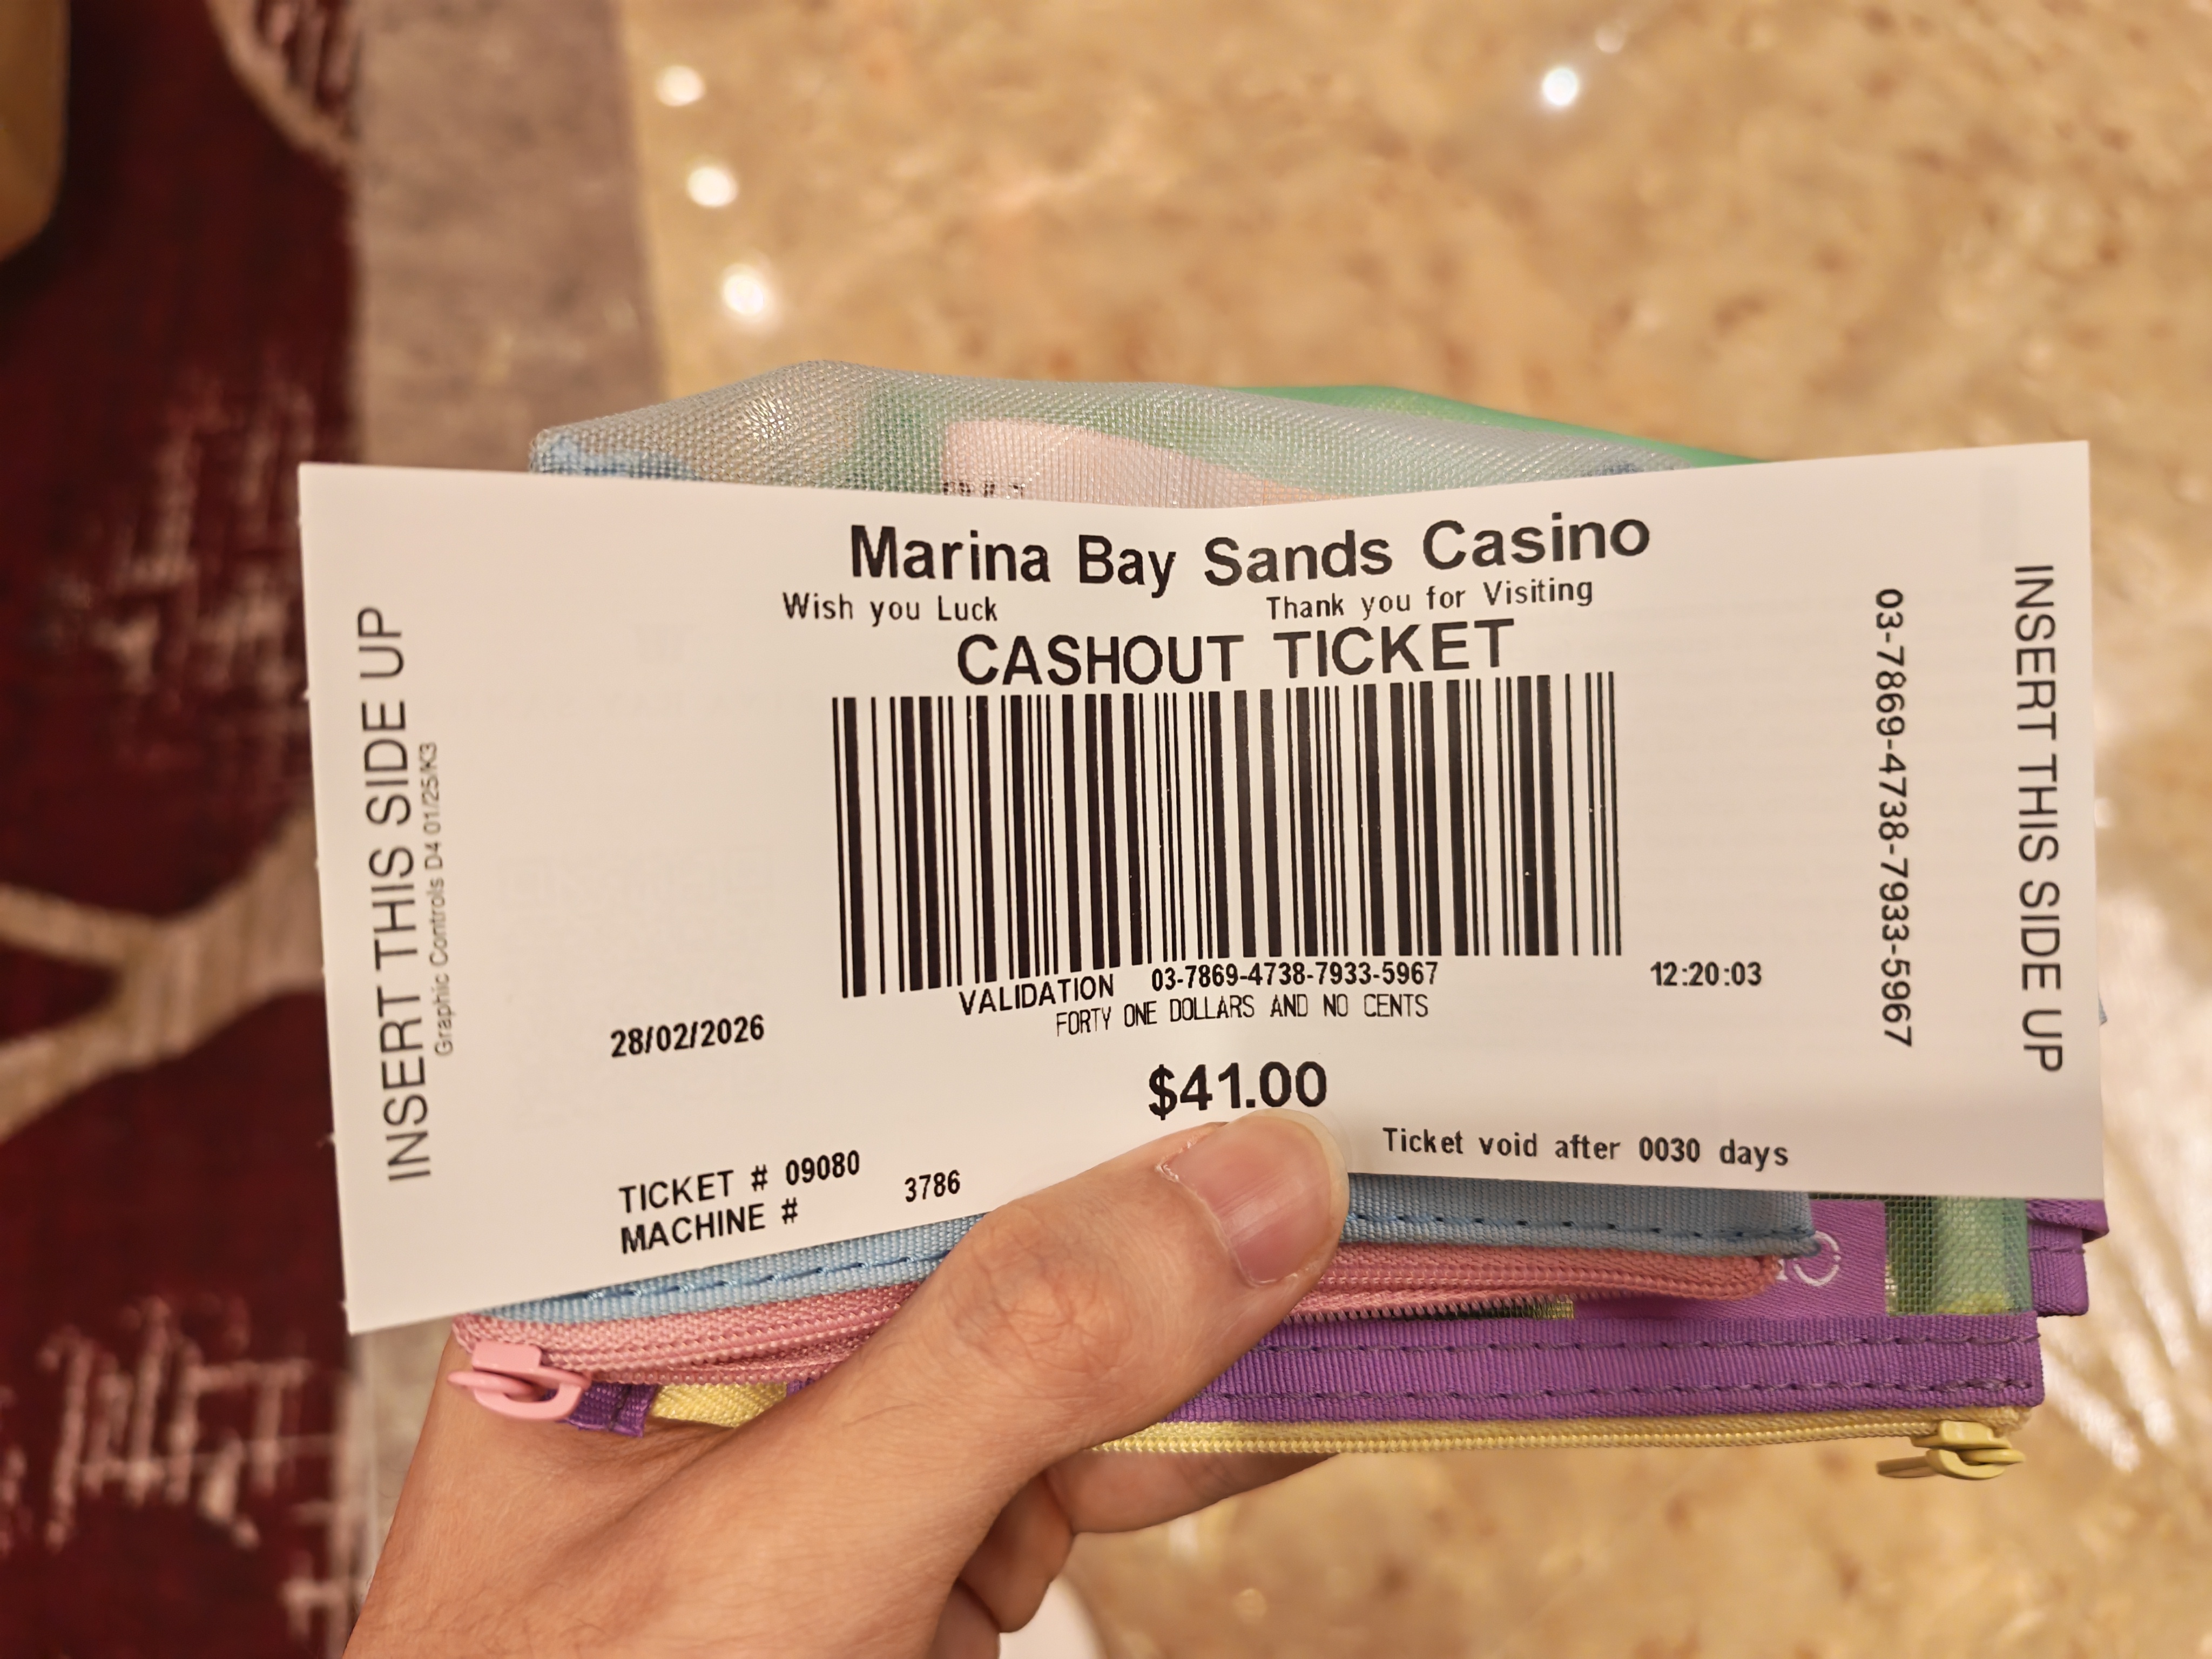 Marina Bay Sands Casino
Wish you Luck Thank you for Visiting
CASHOUT TICKET
INSERT THIS SIDE UP
Graphic Controls D4 01/25/K3
VALIDATION 03-7869-4738-7933-5967
12:20:03
28/02/2026
FORTY ONE DOLLARS AND NO CENTS
$41.00
Ticket void after 0030 days
TICKET # 09080
MACHINE # 3786
03-7869-4738-7933-5967
INSERT THIS SIDE UP